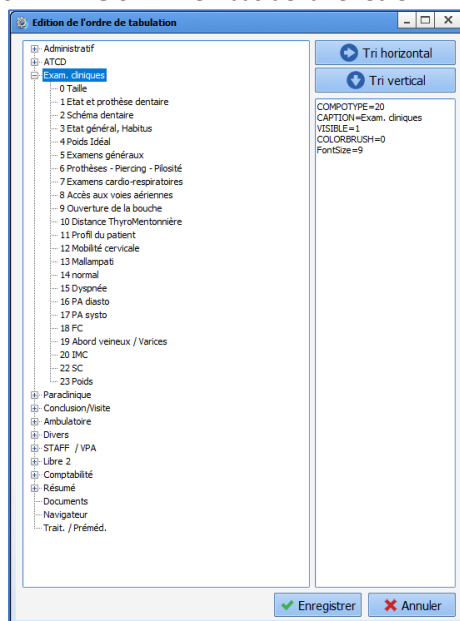 Edition de l'ordre de tabulation
Administratif
ATCD
Exam. cliniques
0 Taille
1 Etat et prothèse dentaire
2 Schéma dentaire
3 Etat général, Habitus
4 Poids Idéal
5 Examens généraux
6 Prothèses - Piercing - Pilosité
7 Examens cardio-respiratoires
8 Accès aux voies aériennes
9 Ouverture de la bouche
10 Distance ThyroMentonnière
11 Profil du patient
12 Mobilité cervicale
13 Mallampati
14 normal
15 Dyspnée
16 PA diasto
17 PA systo
18 FC
19 Abord veineux / Varices
20 IMC
22 SC
23 Poids
Paraclinique
Conclusion/Visite
Ambulatoire
Divers
STAFF / VPA
Libre 2
Comptabilité
Résumé
Documents
Navigateur
Trait. / Préméd.
Tri horizontal
Tri vertical
COMPOTYPE=20
CAPTION=Exam. cliniques
VISIBLE=1
COLORBRUSH=0
FontSize=9
Enregistrer
Annuler